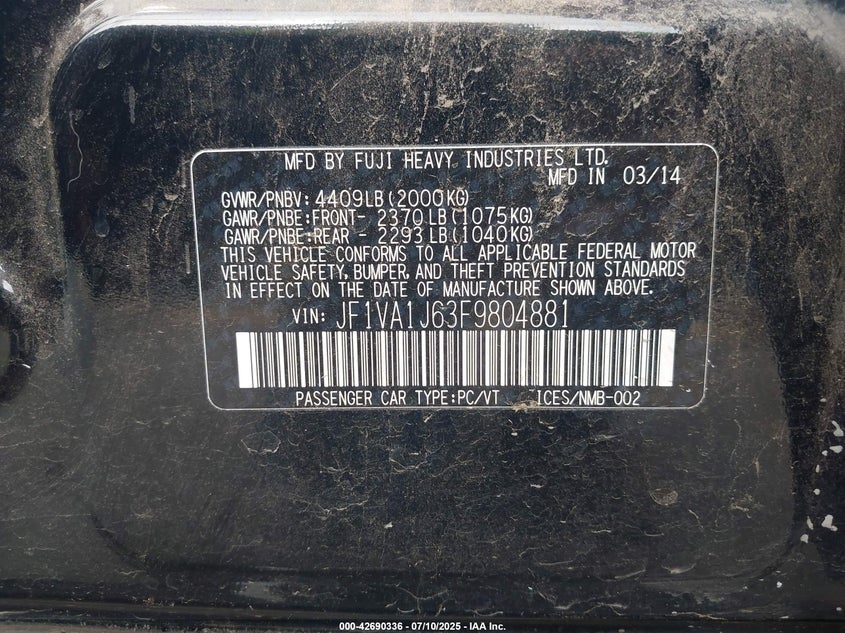 MFD BY FUJI HEAVY INDUSTRIES LTD.
MFD IN 03/14
GVWR/PNBV: 4409LB(2000KG)
GAWR/PNBE:FRONT- 2370LB(1075KG)
GAWR/PNBE:REAR - 2293LB(1040KG)
THIS VEHICLE CONFORMS TO ALL APPLICABLE FEDERAL MOTOR
VEHICLE SAFETY, BUMPER, AND THEFT PREVENTION STANDARDS
IN EFFECT ON THE DATE OF MANUFACTURE SHOWN ABOVE.
VIN: JF1VA1J63F9804881
PASSENGER CAR TYPE:PC/VT ICES/NMB-002
000-42690336 - 07/10/2025 - IAA Inc.